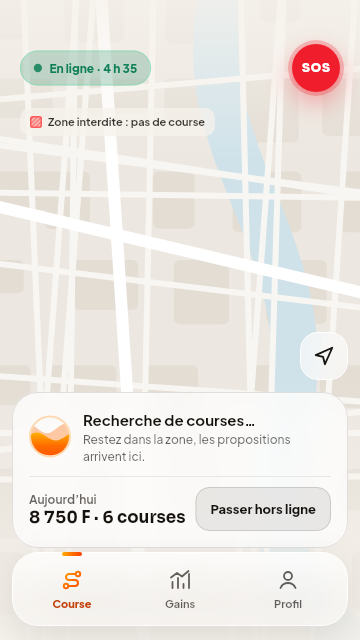 En ligne · 4 h 35
SOS
Zone interdite : pas de course
Recherche de courses…
Restez dans la zone, les propositions
arrivent ici.
Aujourd’hui
8 750 F · 6 courses
Passer hors ligne
Course
Gains
Profil